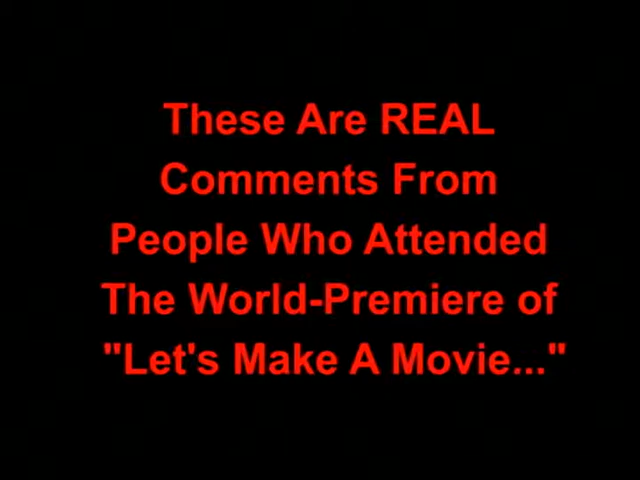 These Are REAL
Comments From
People Who Attended
The World-Premiere of
"Let's Make A Movie..."